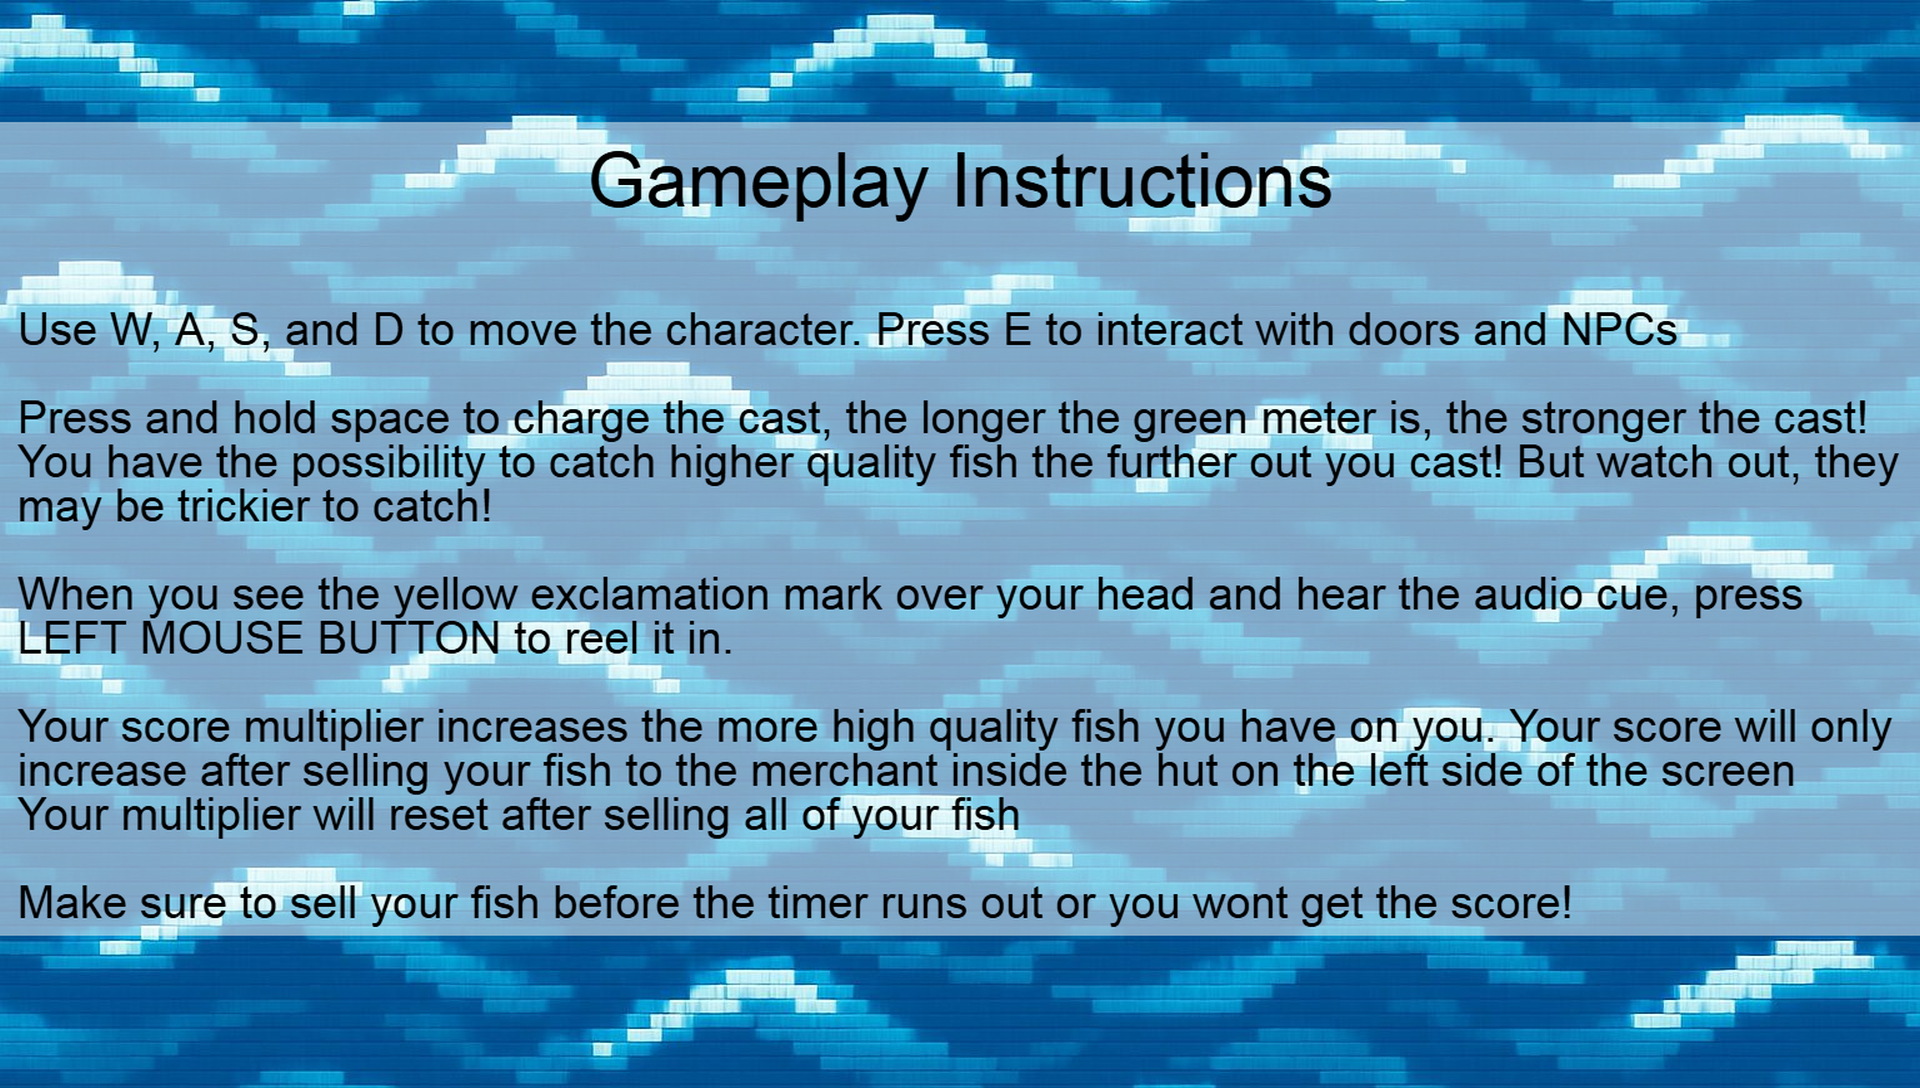 Gameplay Instructions
Use W, A, S, and D to move the character. Press E to interact with doors and NPCs
Press and hold space to charge the cast, the longer the green meter is, the stronger the cast!
You have the possibility to catch higher quality fish the further out you cast! But watch out, they
may be trickier to catch!
When you see the yellow exclamation mark over your head and hear the audio cue, press
LEFT MOUSE BUTTON to reel it in.
Your score multiplier increases the more high quality fish you have on you. Your score will only
increase after selling your fish to the merchant inside the hut on the left side of the screen
Your multiplier will reset after selling all of your fish
Make sure to sell your fish before the timer runs out or you wont get the score!